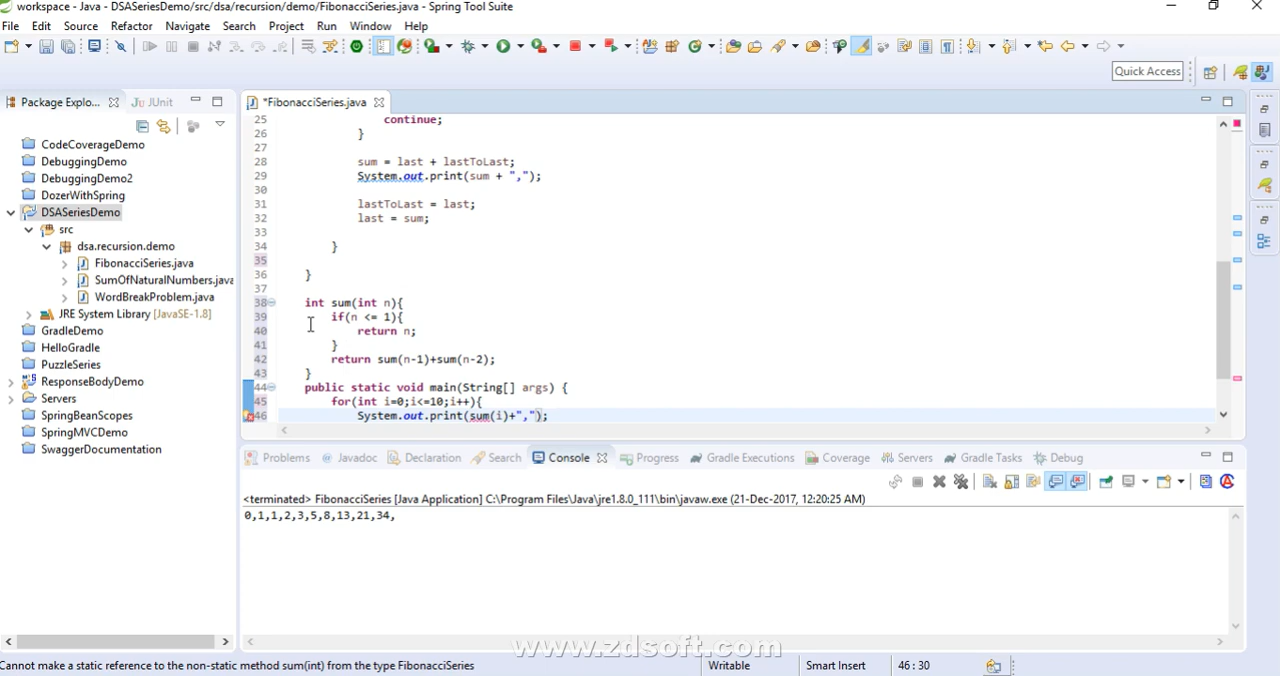 workspace - Java - DSASeriesDemo/src/dsa/recursion/demo/FibonacciSeries.java - Spring Tool Suite
File Edit Source Refactor Navigate Search Project Run Window Help
Quick Access
Package Explo... JUnit
*FibonacciSeries.java
CodeCoverageDemo
DebuggingDemo
DebuggingDemo2
DozerWithSpring
DSASeriesDemo
src
dsa.recursion.demo
FibonacciSeries.java
SumOfNaturalNumbers.java
WordBreakProblem.java
JRE System Library [JavaSE-1.8]
GradleDemo
HelloGradle
PuzzleSeries
ResponseBodyDemo
Servers
SpringBeanScopes
SpringMVCDemo
SwaggerDocumentation
25 continue;
26 }
27
28 sum = last + lastToLast;
29 System.out.print(sum + ",");
30
31 lastToLast = last;
32 last = sum;
33
34 }
35
36 }
37
38 int sum(int n){
39 if(n <= 1){
40 return n;
41 }
42 return sum(n-1)+sum(n-2);
43 }
44 public static void main(String[] args) {
45 for(int i=0;i<=10;i++){
46 System.out.print(sum(i)+",");
Problems Javadoc Declaration Search Console Progress Gradle Executions Coverage Servers Gradle Tasks Debug
<terminated> FibonacciSeries [Java Application] C:\Program Files\Java\jre1.8.0_111\bin\javaw.exe (21-Dec-2017, 12:20:25 AM)
0,1,1,2,3,5,8,13,21,34,
www.zdsoft.com
Cannot make a static reference to the non-static method sum(int) from the type FibonacciSeries Writable Smart Insert 46 : 30